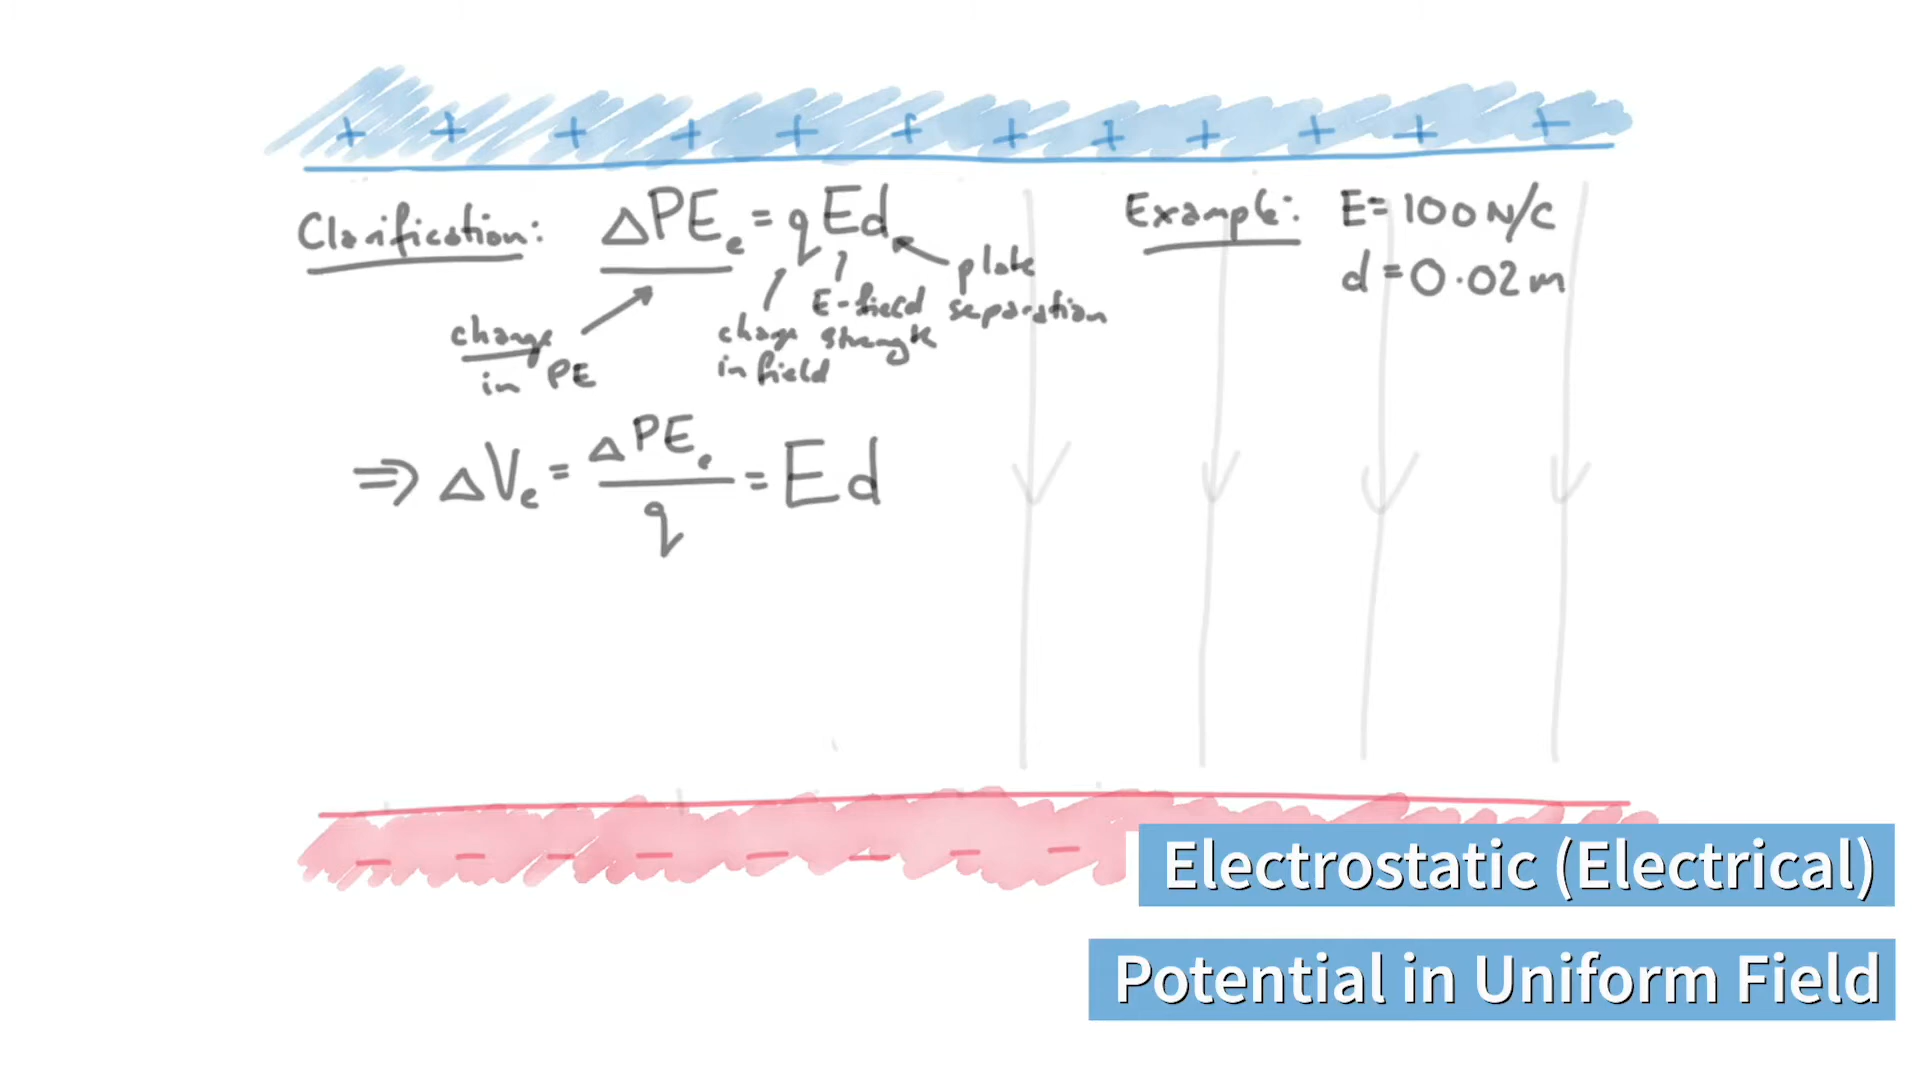 + + + + + + + + + + + +
Clarification: ΔPEₑ = qEd
change in PE
charge in field
E-field strength
plate separation
⇒ ΔVₑ = ΔPEₑ / q = Ed
Example: E = 100 N/C
d = 0.02 m
− − − − − − − −
Electrostatic (Electrical)
Potential in Uniform Field